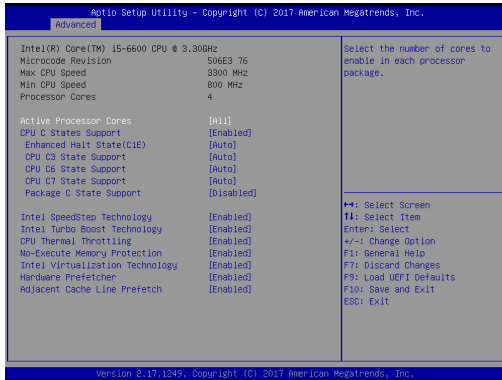 Aptio Setup Utility – Copyright (C) 2017 American Megatrends, Inc.
Advanced
Intel(R) Core(TM) i5-6600 CPU @ 3.30GHz
Microcode Revision 506E3 76
Max CPU Speed 3300 MHz
Min CPU Speed 800 MHz
Processor Cores 4
Active Processor Cores [All]
CPU C States Support [Enabled]
Enhanced Halt State(C1E) [Auto]
CPU C3 State Support [Auto]
CPU C6 State Support [Auto]
CPU C7 State Support [Auto]
Package C State Support [Disabled]
Intel SpeedStep Technology [Enabled]
Intel Turbo Boost Technology [Enabled]
CPU Thermal Throttling [Enabled]
No-Execute Memory Protection [Enabled]
Intel Virtualization Technology [Enabled]
Hardware Prefetcher [Enabled]
Adjacent Cache Line Prefetch [Enabled]
Select the number of cores to
enable in each processor
package.
↔: Select Screen
↑↓: Select Item
Enter: Select
+/-: Change Option
F1: General Help
F7: Discard Changes
F9: Load UEFI Defaults
F10: Save and Exit
ESC: Exit
Version 2.17.1249. Copyright (C) 2017 American Megatrends, Inc.